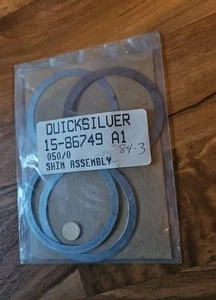 QUICKSILVER
15-86749 A1
050/0
84-3
SHIM ASSEMBLY